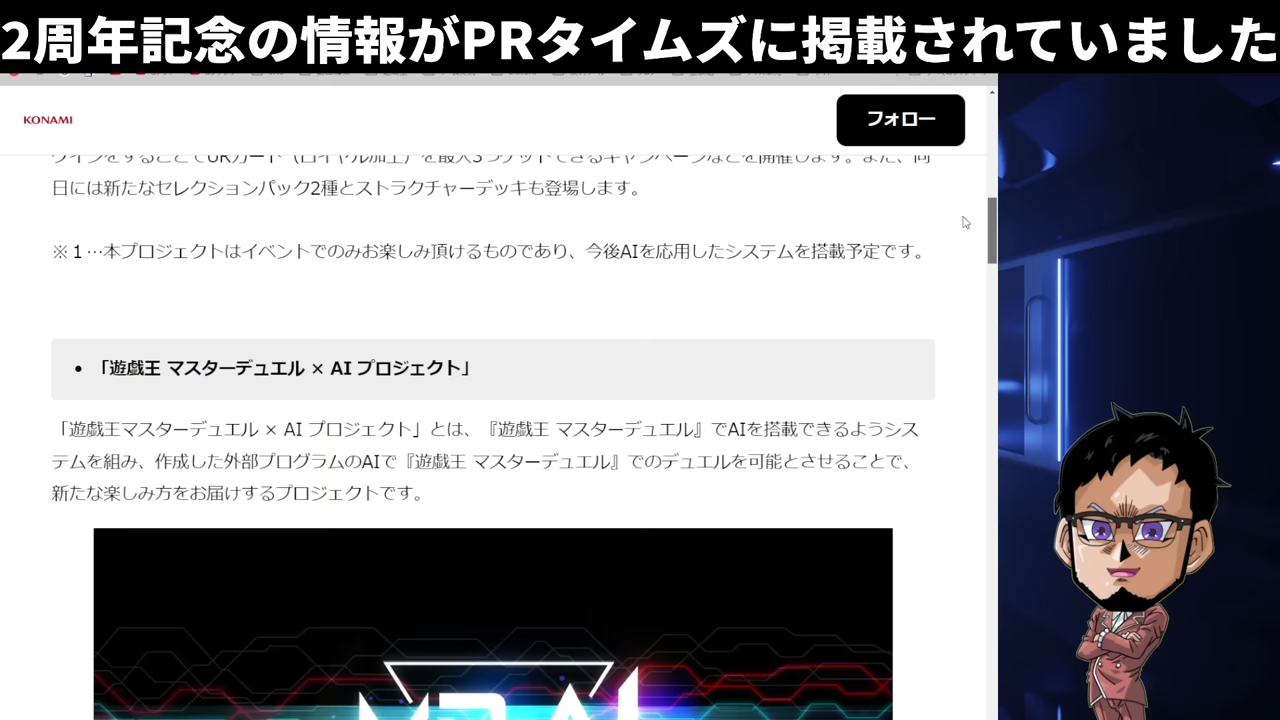 2周年記念の情報がPRタイムズに掲載されていました
KONAMI
フォロー
日には新たなセレクションパック2種とストラクチャーデッキも登場します。
※１…本プロジェクトはイベントでのみお楽しみ頂けるものであり、今後AIを応用したシステムを搭載予定です。
• 「遊戯王 マスターデュエル × AI プロジェクト」
「遊戯王マスターデュエル × AI プロジェクト」とは、『遊戯王 マスターデュエル』でAIを搭載できるようシス
テムを組み、作成した外部プログラムのAIで『遊戯王 マスターデュエル』でのデュエルを可能とさせることで、
新たな楽しみ方をお届けするプロジェクトです。